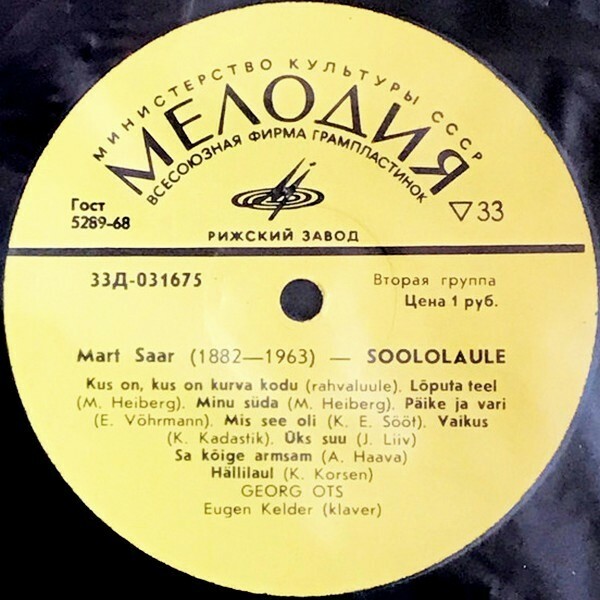 МИНИСТЕРСТВО КУЛЬТУРЫ СССР
МЕЛОДИЯ
ВСЕСОЮЗНАЯ ФИРМА ГРАМПЛАСТИНОК
Гост
5289-68
▽33
РИЖСКИЙ ЗАВОД
33Д-031675
Вторая группа
Цена 1 руб.
Mart Saar (1882—1963) — SOOLOLAULE
Kus on, kus on kurva kodu (rahvaluule). Lõputa teel
(M. Heiberg). Minu süda (M. Heiberg). Päike ja vari
(E. Vöhrmann). Mis see oli (K. E. Sööt). Vaikus
(K. Kadastik). Üks suu (J. Liiv)
Sa kõige armsam (A. Haava)
Hällilaul (K. Korsen)
GEORG OTS
Eugen Kelder (klaver)